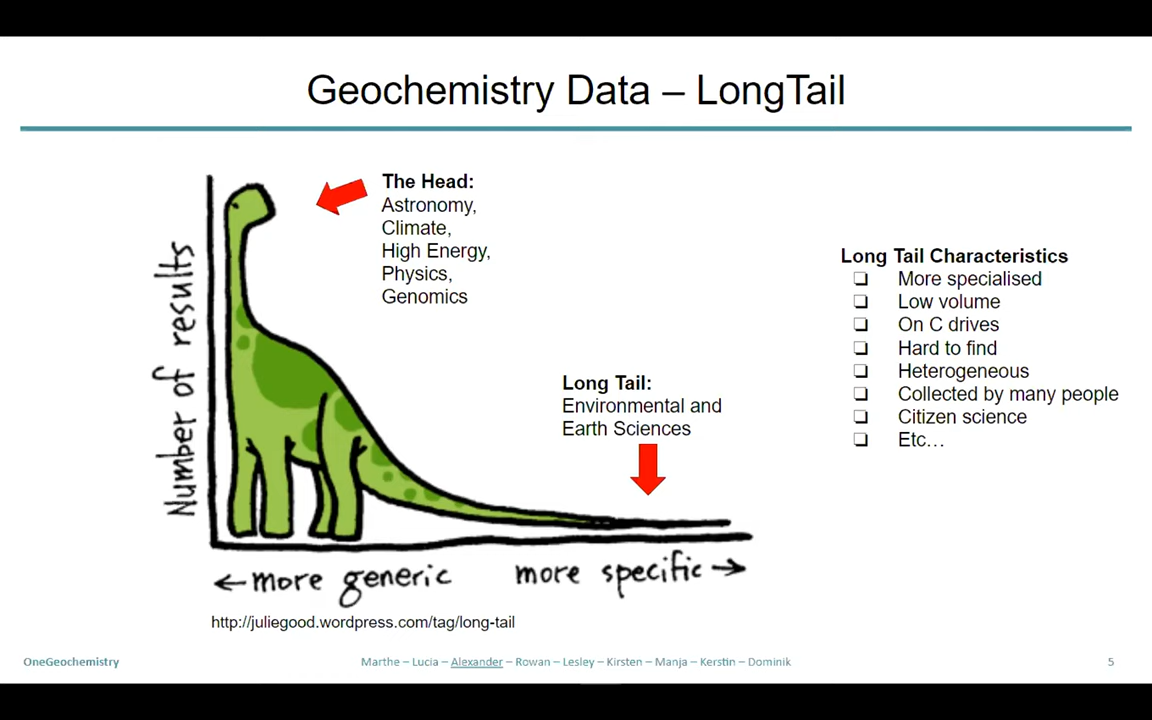 Geochemistry Data – LongTail
The Head:
Astronomy,
Climate,
High Energy,
Physics,
Genomics
Number of results
Long Tail:
Environmental and
Earth Sciences
← more generic
more specific →
http://juliegood.wordpress.com/tag/long-tail
Long Tail Characteristics
❑ More specialised
❑ Low volume
❑ On C drives
❑ Hard to find
❑ Heterogeneous
❑ Collected by many people
❑ Citizen science
❑ Etc…
OneGeochemistry
Marthe – Lucia – Alexander – Rowan – Lesley – Kirsten – Manja – Kerstin – Dominik
5